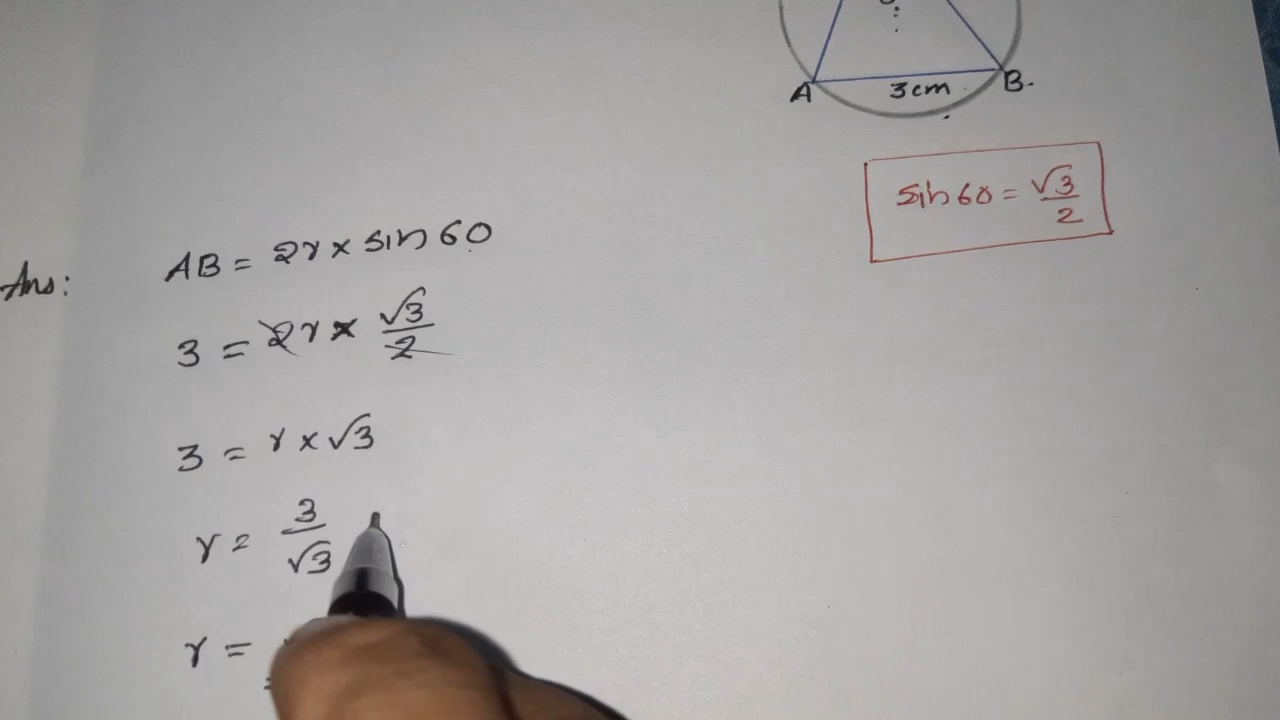 A 3cm B.
sin 60 = √3/2
Ans: AB = 2r × sin 60
3 = 2r × √3/2
3 = r × √3
r = 3/√3
r =